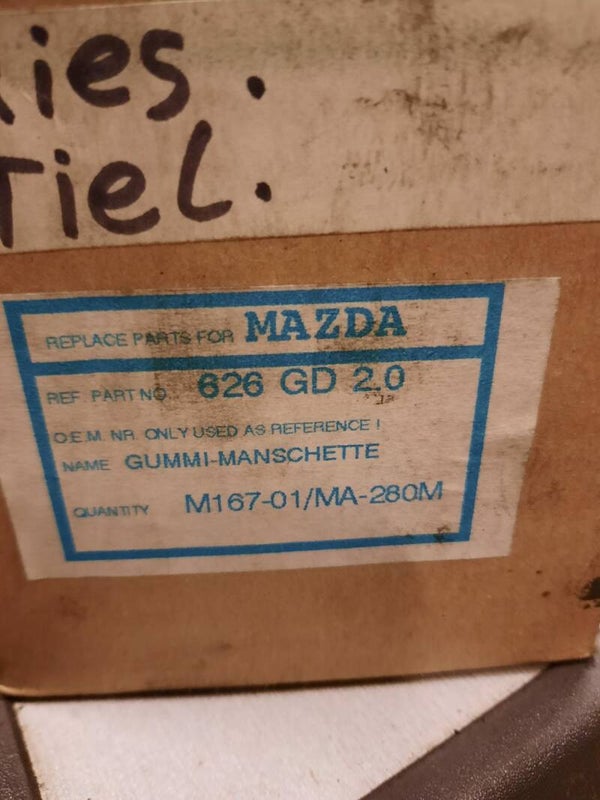 ies.
Tiel.
REPLACE PARTS FOR MAZDA
REF. PART NO. 626 GD 2.0
O.E.M. NR. ONLY USED AS REFERENCE !
NAME GUMMI-MANSCHETTE
QUANTITY M167-01/MA-280M